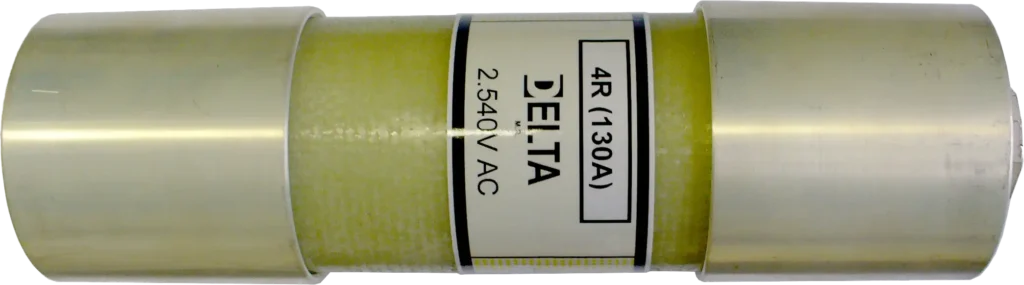 4R (130A)
DELTA
2.540V AC